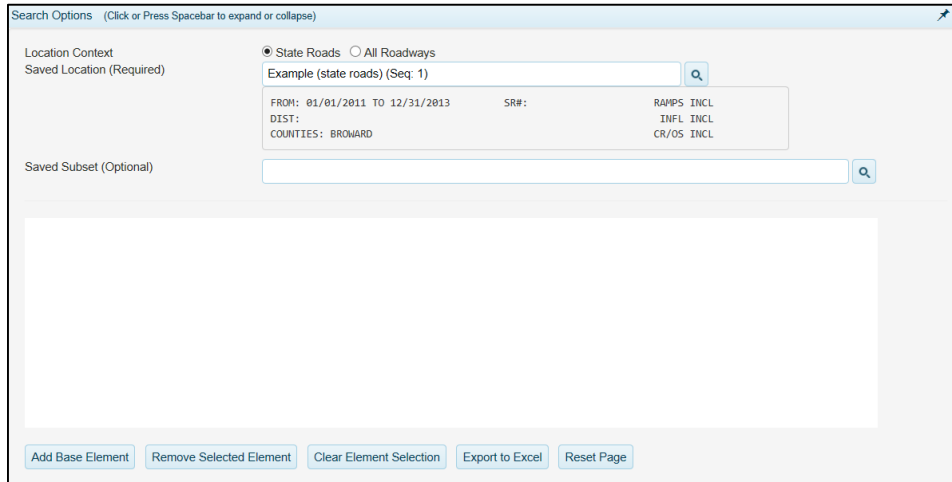 Search Options (Click or Press Spacebar to expand or collapse)
Location Context State Roads All Roadways
Saved Location (Required) Example (state roads) (Seq: 1)
FROM: 01/01/2011 TO 12/31/2013 SR#: RAMPS INCL
DIST: INFL INCL
COUNTIES: BROWARD CR/OS INCL
Saved Subset (Optional)
Add Base Element Remove Selected Element Clear Element Selection Export to Excel Reset Page